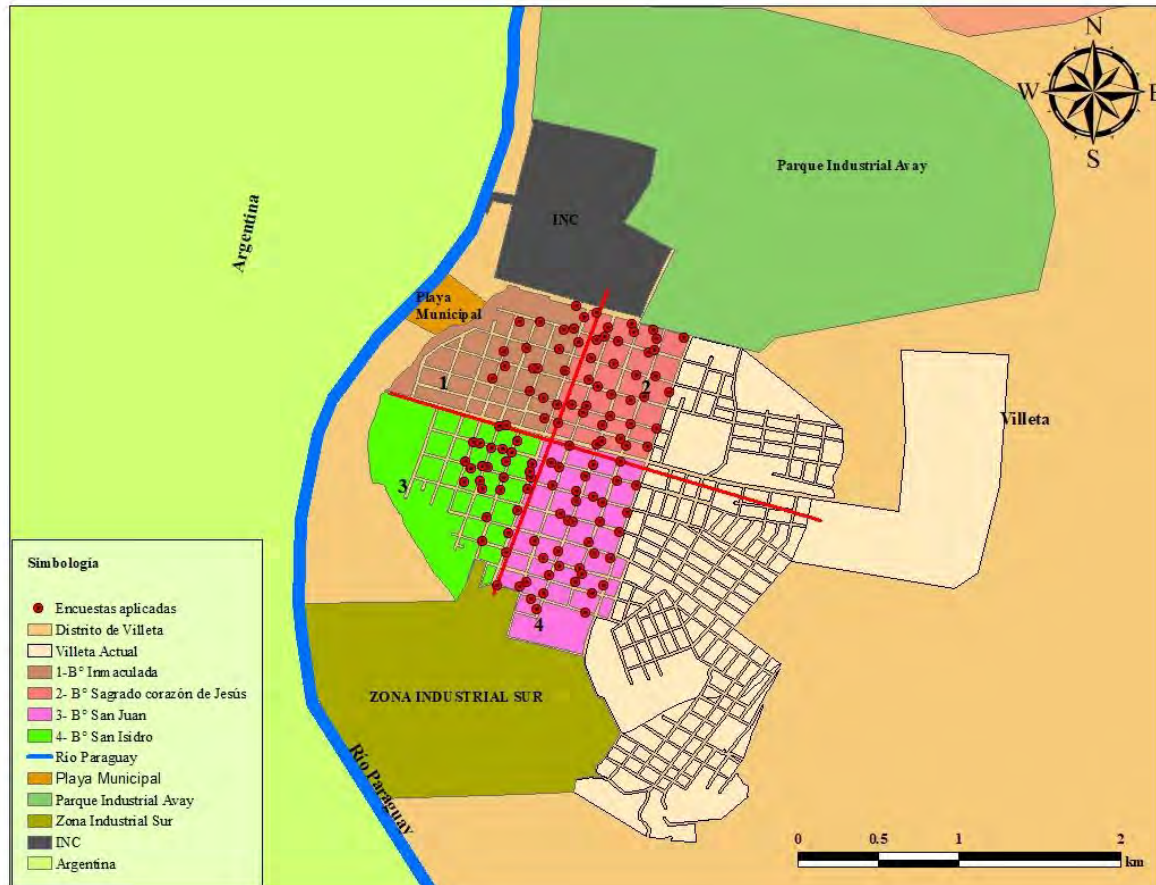 N
W
E
S
Parque Industrial Avay
INC
Argentina
Playa
Municipal
1
2
Villeta
3
4
ZONA INDUSTRIAL SUR
Río Paraguay
Simbología
Encuestas aplicadas
Distrito de Villeta
Villeta Actual
1-B° Inmaculada
2- B° Sagrado corazón de Jesús
3- B° San Juan
4- B° San Isidro
Río Paraguay
Playa Municipal
Parque Industrial Avay
Zona Industrial Sur
INC
Argentina
0 0.5 1 2
km